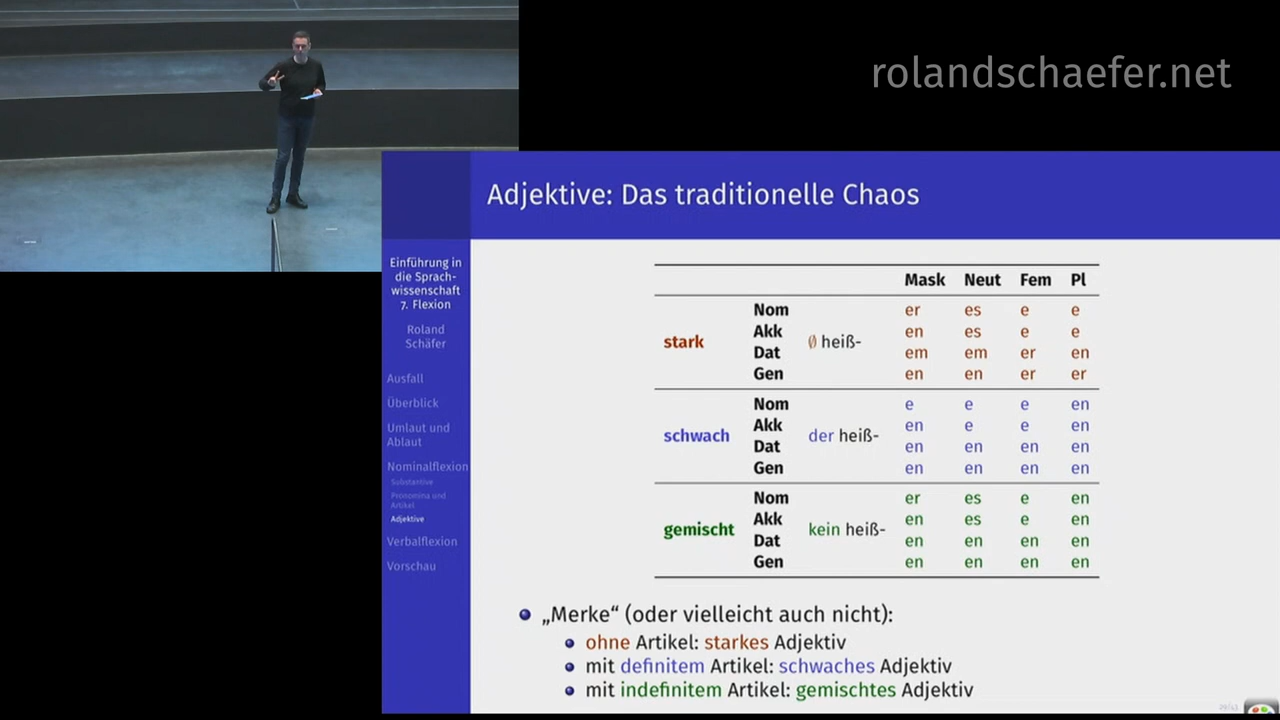 rolandschaefer.net
Adjektive: Das traditionelle Chaos
Einführung in
die Sprach-
wissenschaft
7. Flexion
Roland
Schäfer
Ausfall
Überblick
Umlaut und
Ablaut
Nominalflexion
Substantive
Pronomina und
Artikel
Adjektive
Verbalflexion
Vorschau
Mask Neut Fem Pl
Nom er es e e
Akk en es e e
stark ∅ heiß-
Dat em em er en
Gen en en er er
Nom e e e en
Akk en e e en
schwach der heiß-
Dat en en en en
Gen en en en en
Nom er es e en
Akk en es e en
gemischt kein heiß-
Dat en en en en
Gen en en en en
„Merke“ (oder vielleicht auch nicht):
ohne Artikel: starkes Adjektiv
mit definitem Artikel: schwaches Adjektiv
mit indefinitem Artikel: gemischtes Adjektiv